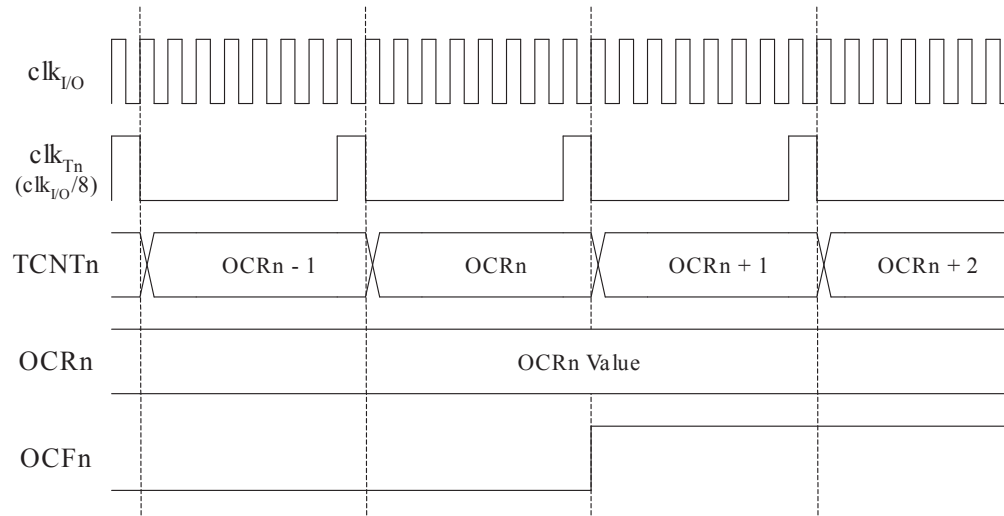 clkI/O
clkTn
(clkI/O/8)
TCNTn
OCRn - 1
OCRn
OCRn + 1
OCRn + 2
OCRn
OCRn Value
OCFn